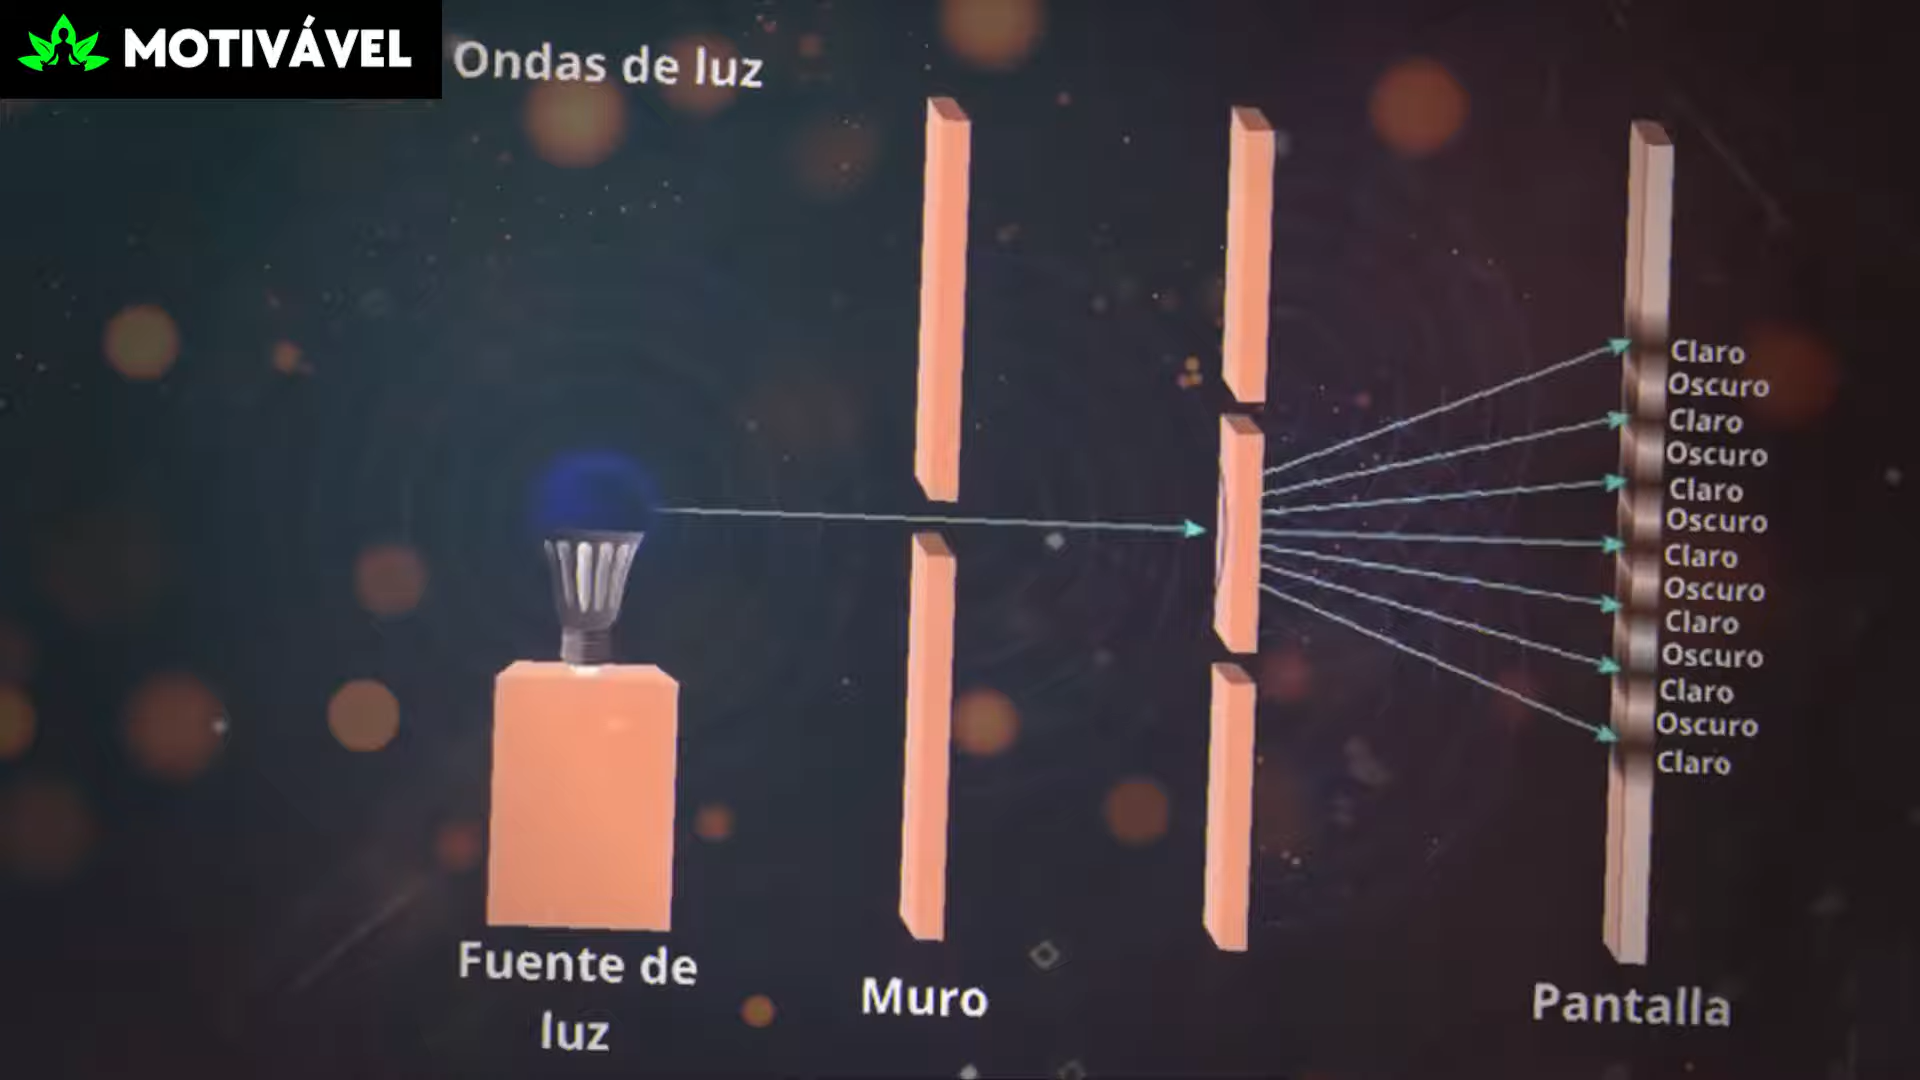 MOTIVÁVEL
Ondas de luz
Claro
Oscuro
Claro
Oscuro
Claro
Oscuro
Claro
Oscuro
Claro
Oscuro
Claro
Oscuro
Claro
Fuente de
luz
Muro
Pantalla